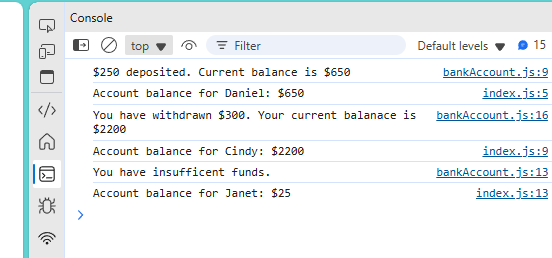 Console
top
Filter
Default levels
15
$250 deposited. Current balance is $650 bankAccount.js:9
Account balance for Daniel: $650 index.js:5
You have withdrawn $300. Your current balanace is bankAccount.js:16
$2200
Account balance for Cindy: $2200 index.js:9
You have insufficent funds. bankAccount.js:13
Account balance for Janet: $25 index.js:13